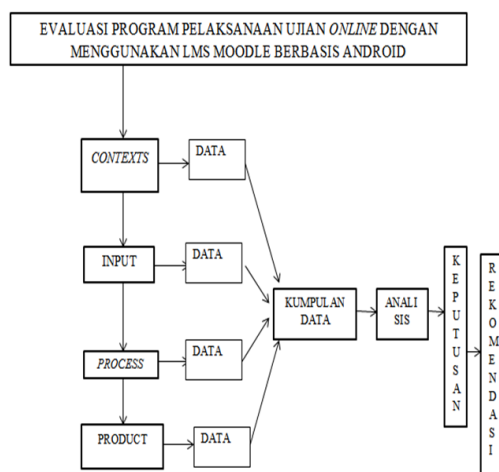 EVALUASI PROGRAM PELAKSANAAN UJIAN ONLINE DENGAN
MENGGUNAKAN LMS MOODLE BERBASIS ANDROID
CONTEXTS
DATA
INPUT
DATA
PROCESS
DATA
PRODUCT
DATA
KUMPULAN
DATA
ANALI
SIS
K
E
P
U
T
U
S
A
N
R
E
K
O
M
E
N
D
A
S
I